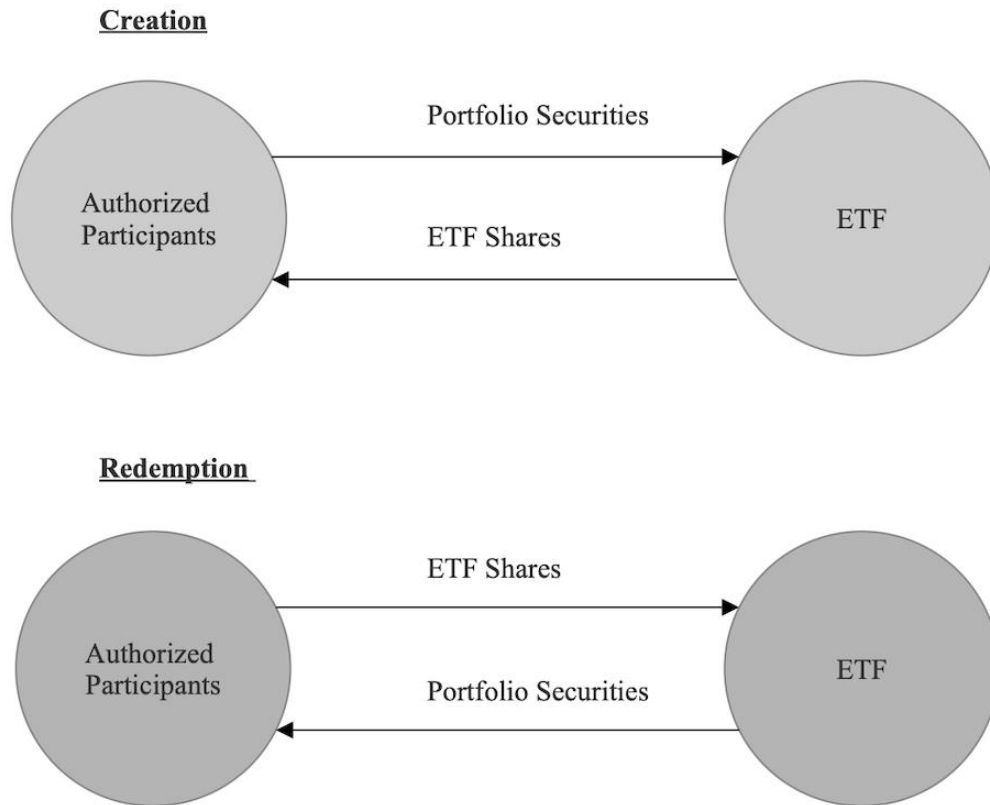 Creation
Portfolio Securities
Authorized
Participants
ETF Shares
ETF
Redemption
ETF Shares
Authorized
Participants
Portfolio Securities
ETF